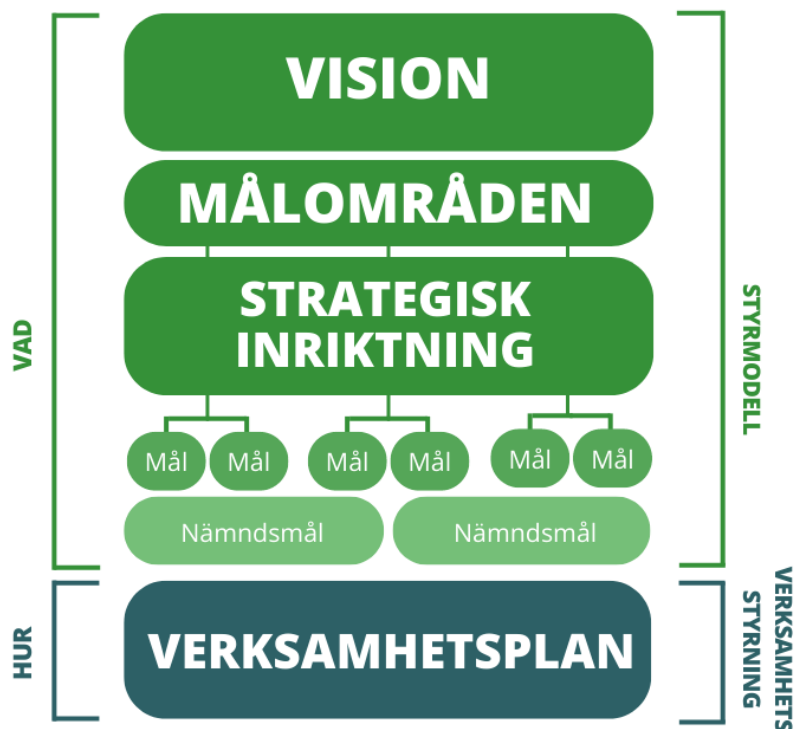 VISION
MÅLOMRÅDEN
STRATEGISK
INRIKTNING
VAD
STYRMODELL
Mål Mål Mål Mål Mål Mål
Nämndsmål Nämndsmål
HUR
VERKSAMHETSPLAN
VERKSAMHETS
STYRNING